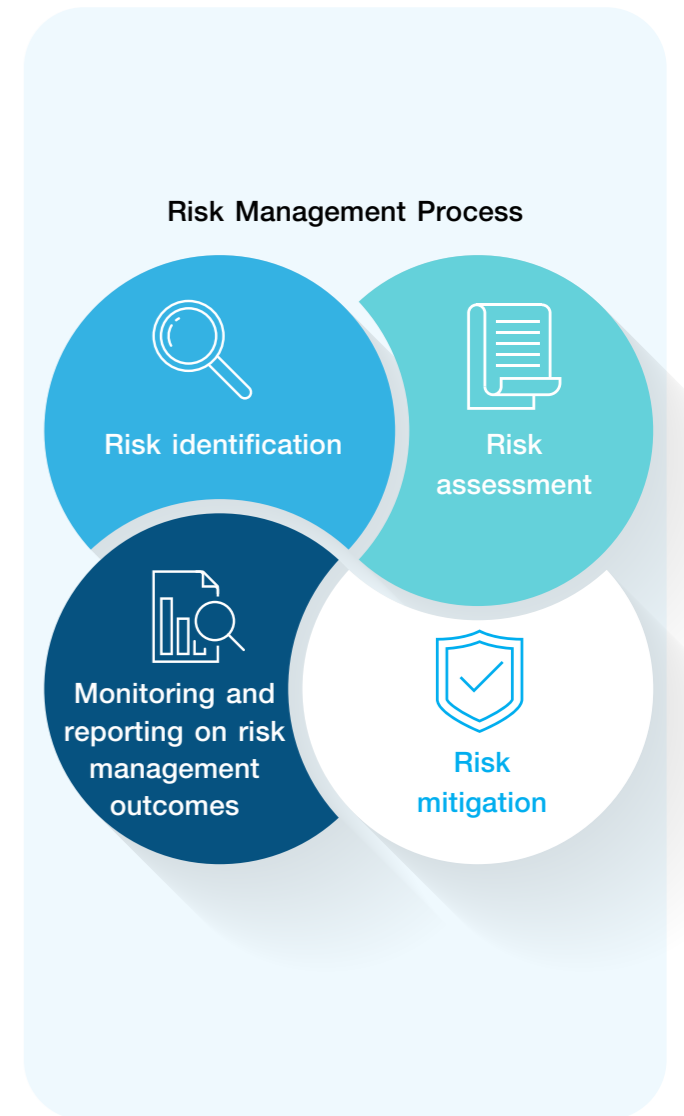 Risk Management Process
Risk identification
Risk
assessment
Monitoring and
reporting on risk
management
outcomes
Risk
mitigation